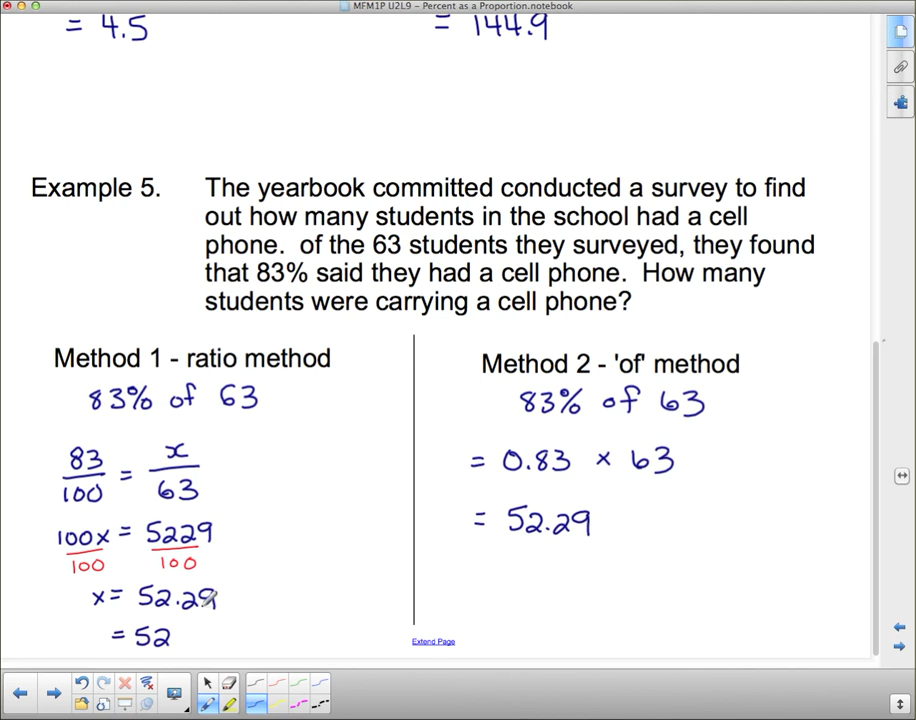 MFM1P U2L9 - Percent as a Proportion.notebook
= 4.5
= 144.9
Example 5. The yearbook committed conducted a survey to find
out how many students in the school had a cell
phone. of the 63 students they surveyed, they found
that 83% said they had a cell phone. How many
students were carrying a cell phone?
Method 1 - ratio method
83% of 63
83/100 = x/63
100x = 5229
100 100
x = 52.29
= 52
Method 2 - 'of' method
83% of 63
= 0.83 × 63
= 52.29
Extend Page